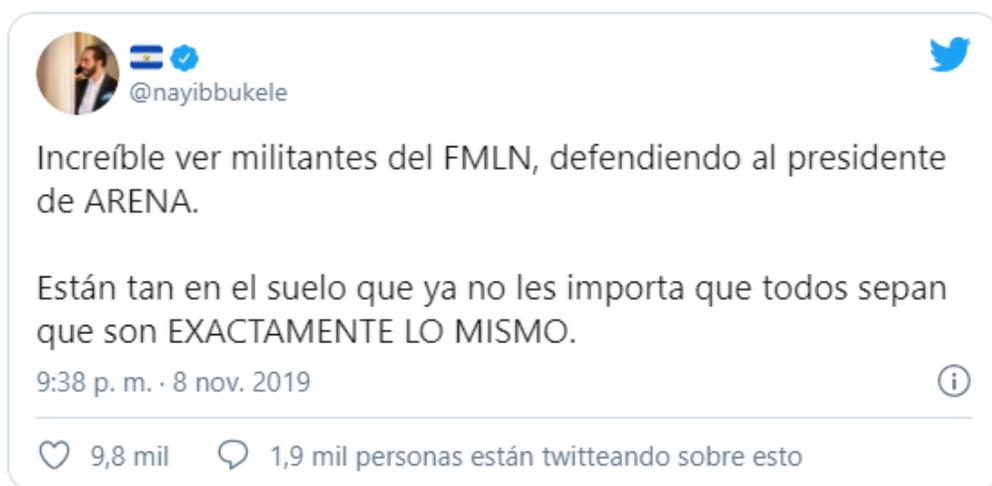 @nayibbukele
Increíble ver militantes del FMLN, defendiendo al presidente
de ARENA.
Están tan en el suelo que ya no les importa que todos sepan
que son EXACTAMENTE LO MISMO.
9:38 p. m. · 8 nov. 2019
9,8 mil 1,9 mil personas están twitteando sobre esto